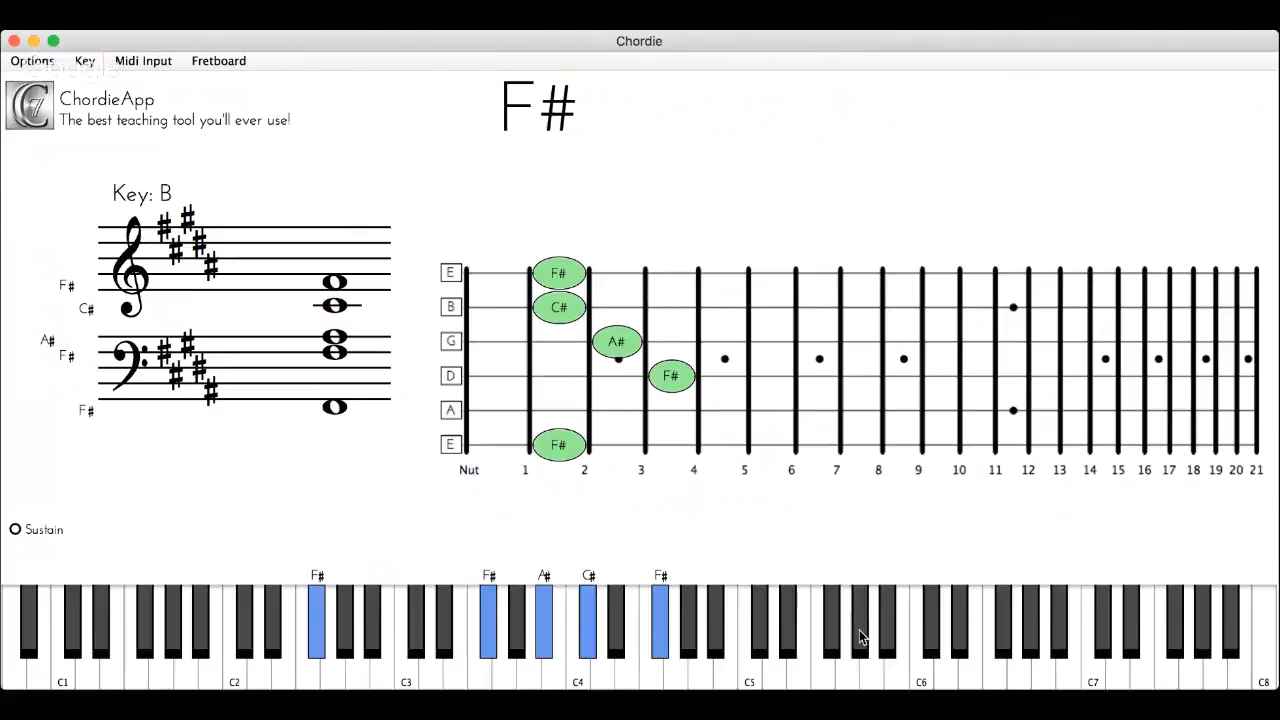 Chordie
Options Key Midi Input Fretboard
ChordieApp
The best teaching tool you'll ever use!
F#
Key: B
F#
C#
A#
F#
F#
E F#
B C#
G A#
D F#
A
E F#
Nut 1 2 3 4 5 6 7 8 9 10 11 12 13 14 15 16 17 18 19 20 21
Sustain
F# F# A# C# F#
C1 C2 C3 C4 C5 C6 C7 C8